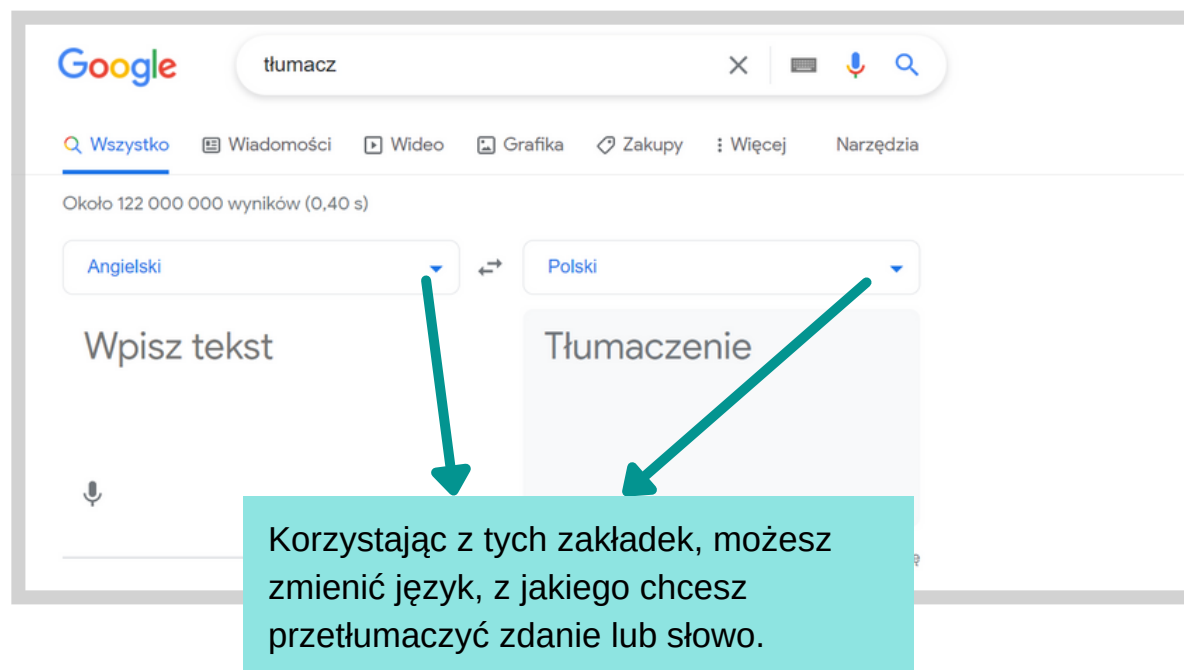 Google
tłumacz
Wszystko Wiadomości Wideo Grafika Zakupy Więcej Narzędzia
Około 122 000 000 wyników (0,40 s)
Angielski Polski
Wpisz tekst Tłumaczenie
Korzystając z tych zakładek, możesz
zmienić język, z jakiego chcesz
przetłumaczyć zdanie lub słowo.